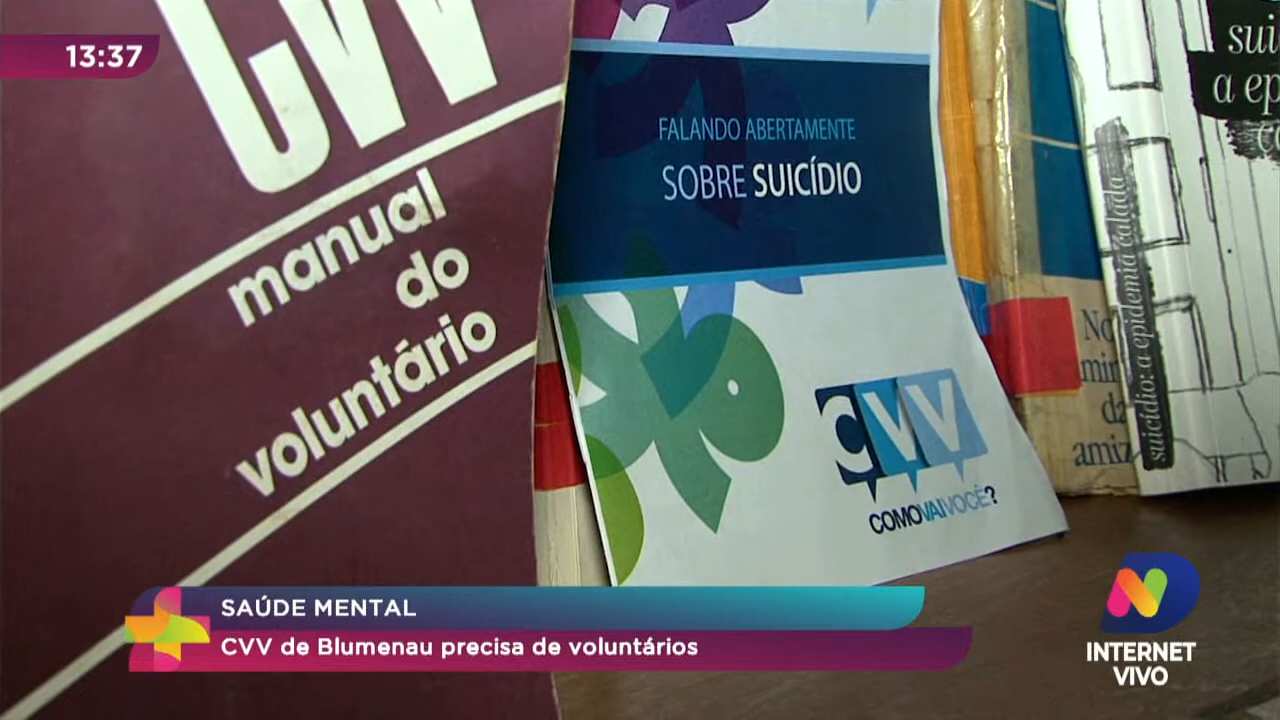 13:37
CVV
manual
do
voluntário
FALANDO ABERTAMENTE
SOBRE SUICÍDIO
CVV
COMO VAI VOCÊ?
suicídio: a epidemia calada
a
SAÚDE MENTAL
CVV de Blumenau precisa de voluntários
INTERNET
VIVO